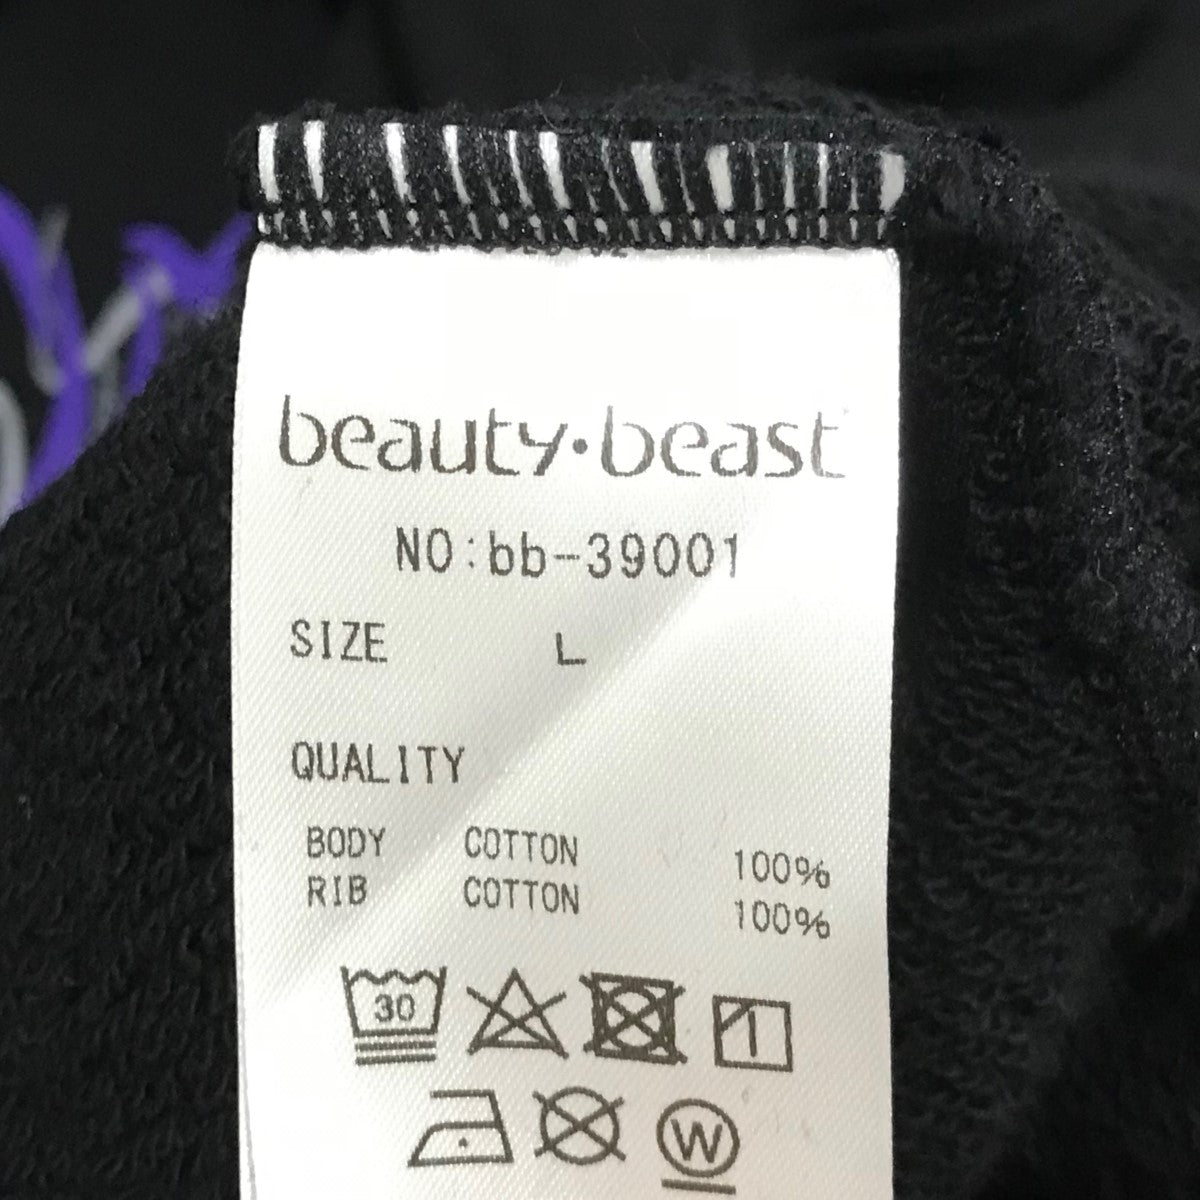 beauty·beast
NO:bb-39001
SIZE L
QUALITY
BODY COTTON 100%
RIB COTTON 100%
30
W